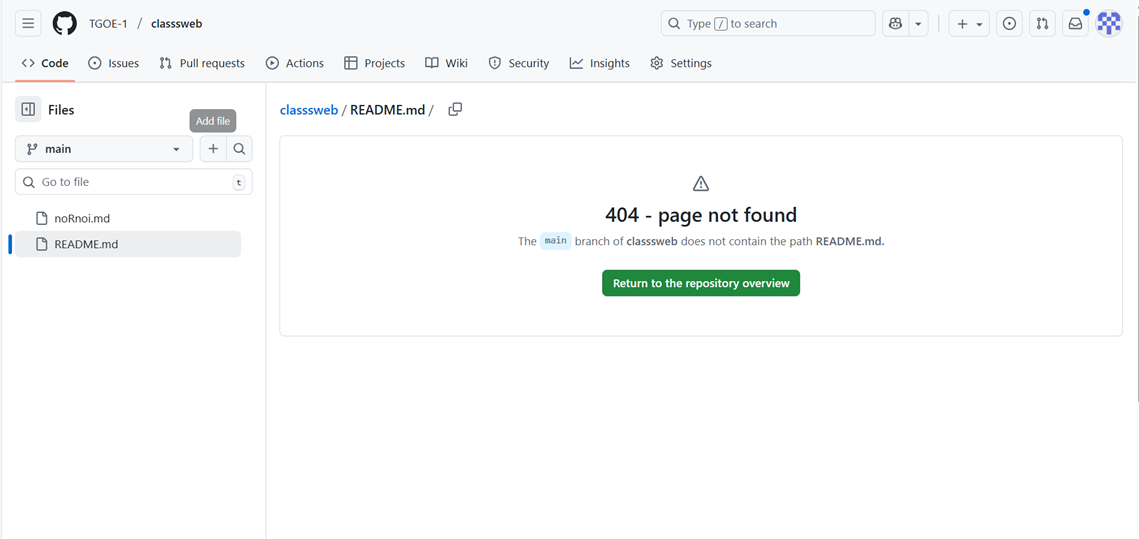 TGOE-1 / classsweb
Type / to search
Code
Issues
Pull requests
Actions
Projects
Wiki
Security
Insights
Settings
Files
Add file
main
Go to file
t
noRnoi.md
README.md
classsweb / README.md /
404 - page not found
The main branch of classsweb does not contain the path README.md.
Return to the repository overview